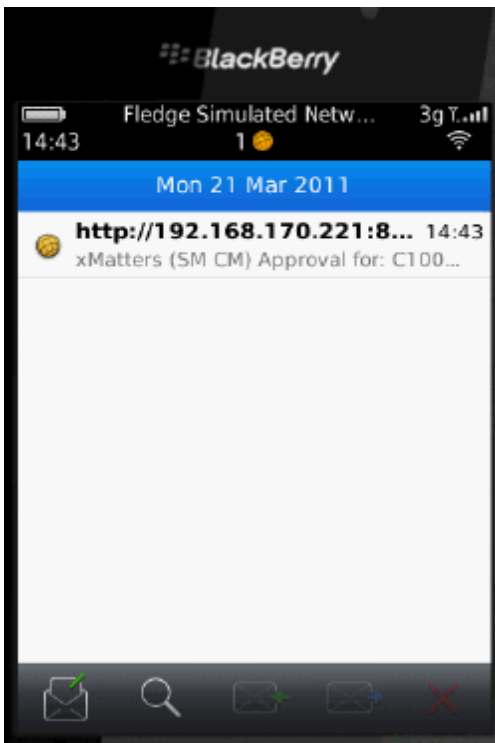 BlackBerry
Fledge Simulated Netw... 3g
14:43 1
Mon 21 Mar 2011
http://192.168.170.221:8... 14:43
xMatters (SM CM) Approval for: C100...